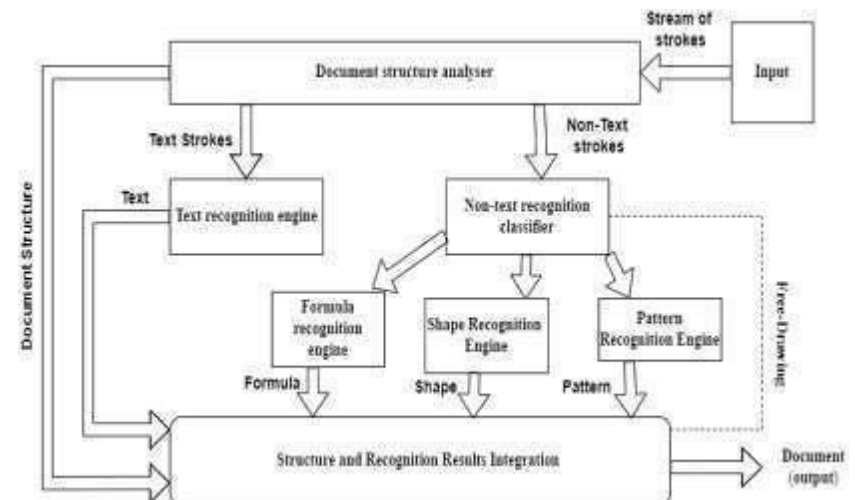 Stream of
strokes
Document structure analyser
Input
Text Strokes
Non-Text
strokes
Document Structure
Text
Text recognition engine
Non-text recognition
classifier
Free-Drawing
Formula
recognition
engine
Shape Recognition
Engine
Pattern
Recognition Engine
Formula
Shape
Pattern
Structure and Recognition Results Integration
Document
(output)